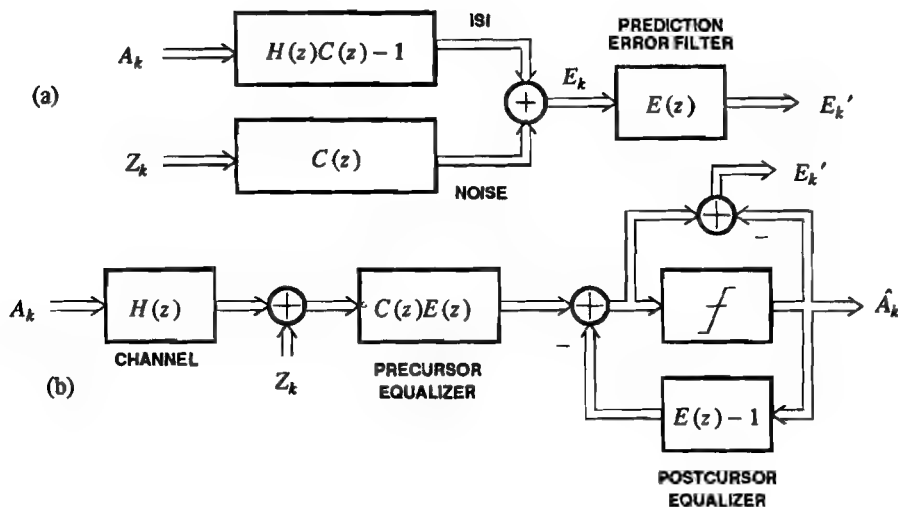 ISI
PREDICTION
ERROR FILTER
A_k
H(z)C(z)−1
E_k
E(z)
E_k′
(a)
Z_k
C(z)
NOISE
E_k′
A_k
H(z)
C(z)E(z)
Â_k
CHANNEL
Z_k
PRECURSOR
EQUALIZER
(b)
E(z)−1
POSTCURSOR
EQUALIZER